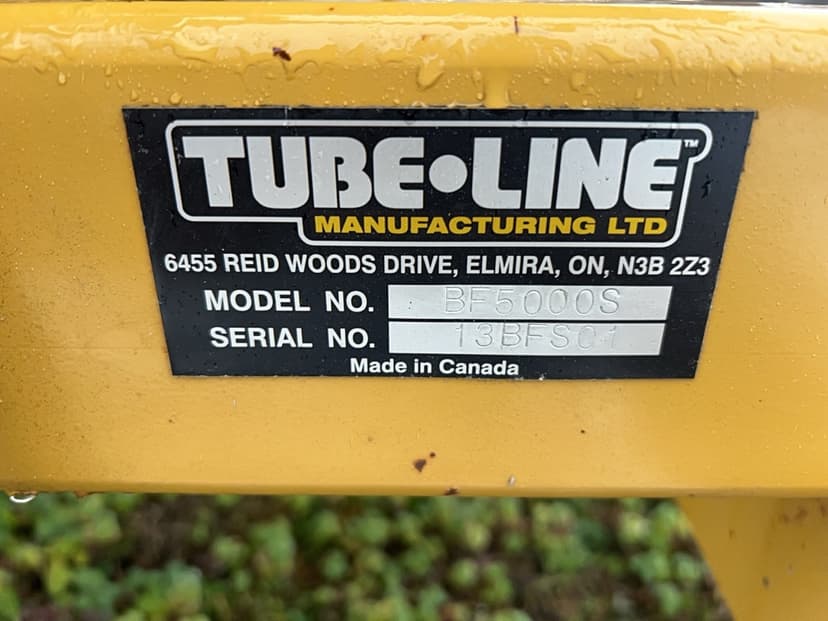 TUBE•LINE™
MANUFACTURING LTD
6455 REID WOODS DRIVE, ELMIRA, ON, N3B 2Z3
MODEL NO. BF5000S
SERIAL NO. 13BFS01
Made in Canada